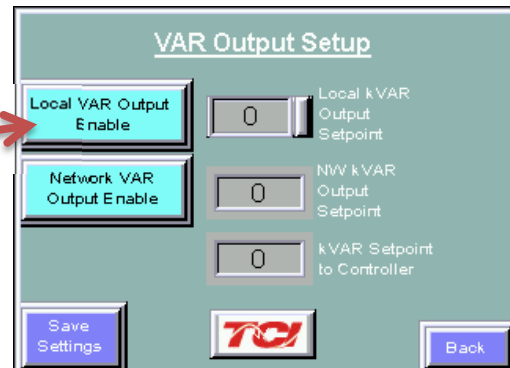 VAR Output Setup
Local VAR Output
Enable
0
Local kVAR
Output
Setpoint
Network VAR
Output Enable
0
NW kVAR
Output
Setpoint
0
kVAR Setpoint
to Controller
Save
Settings
TCI
Back